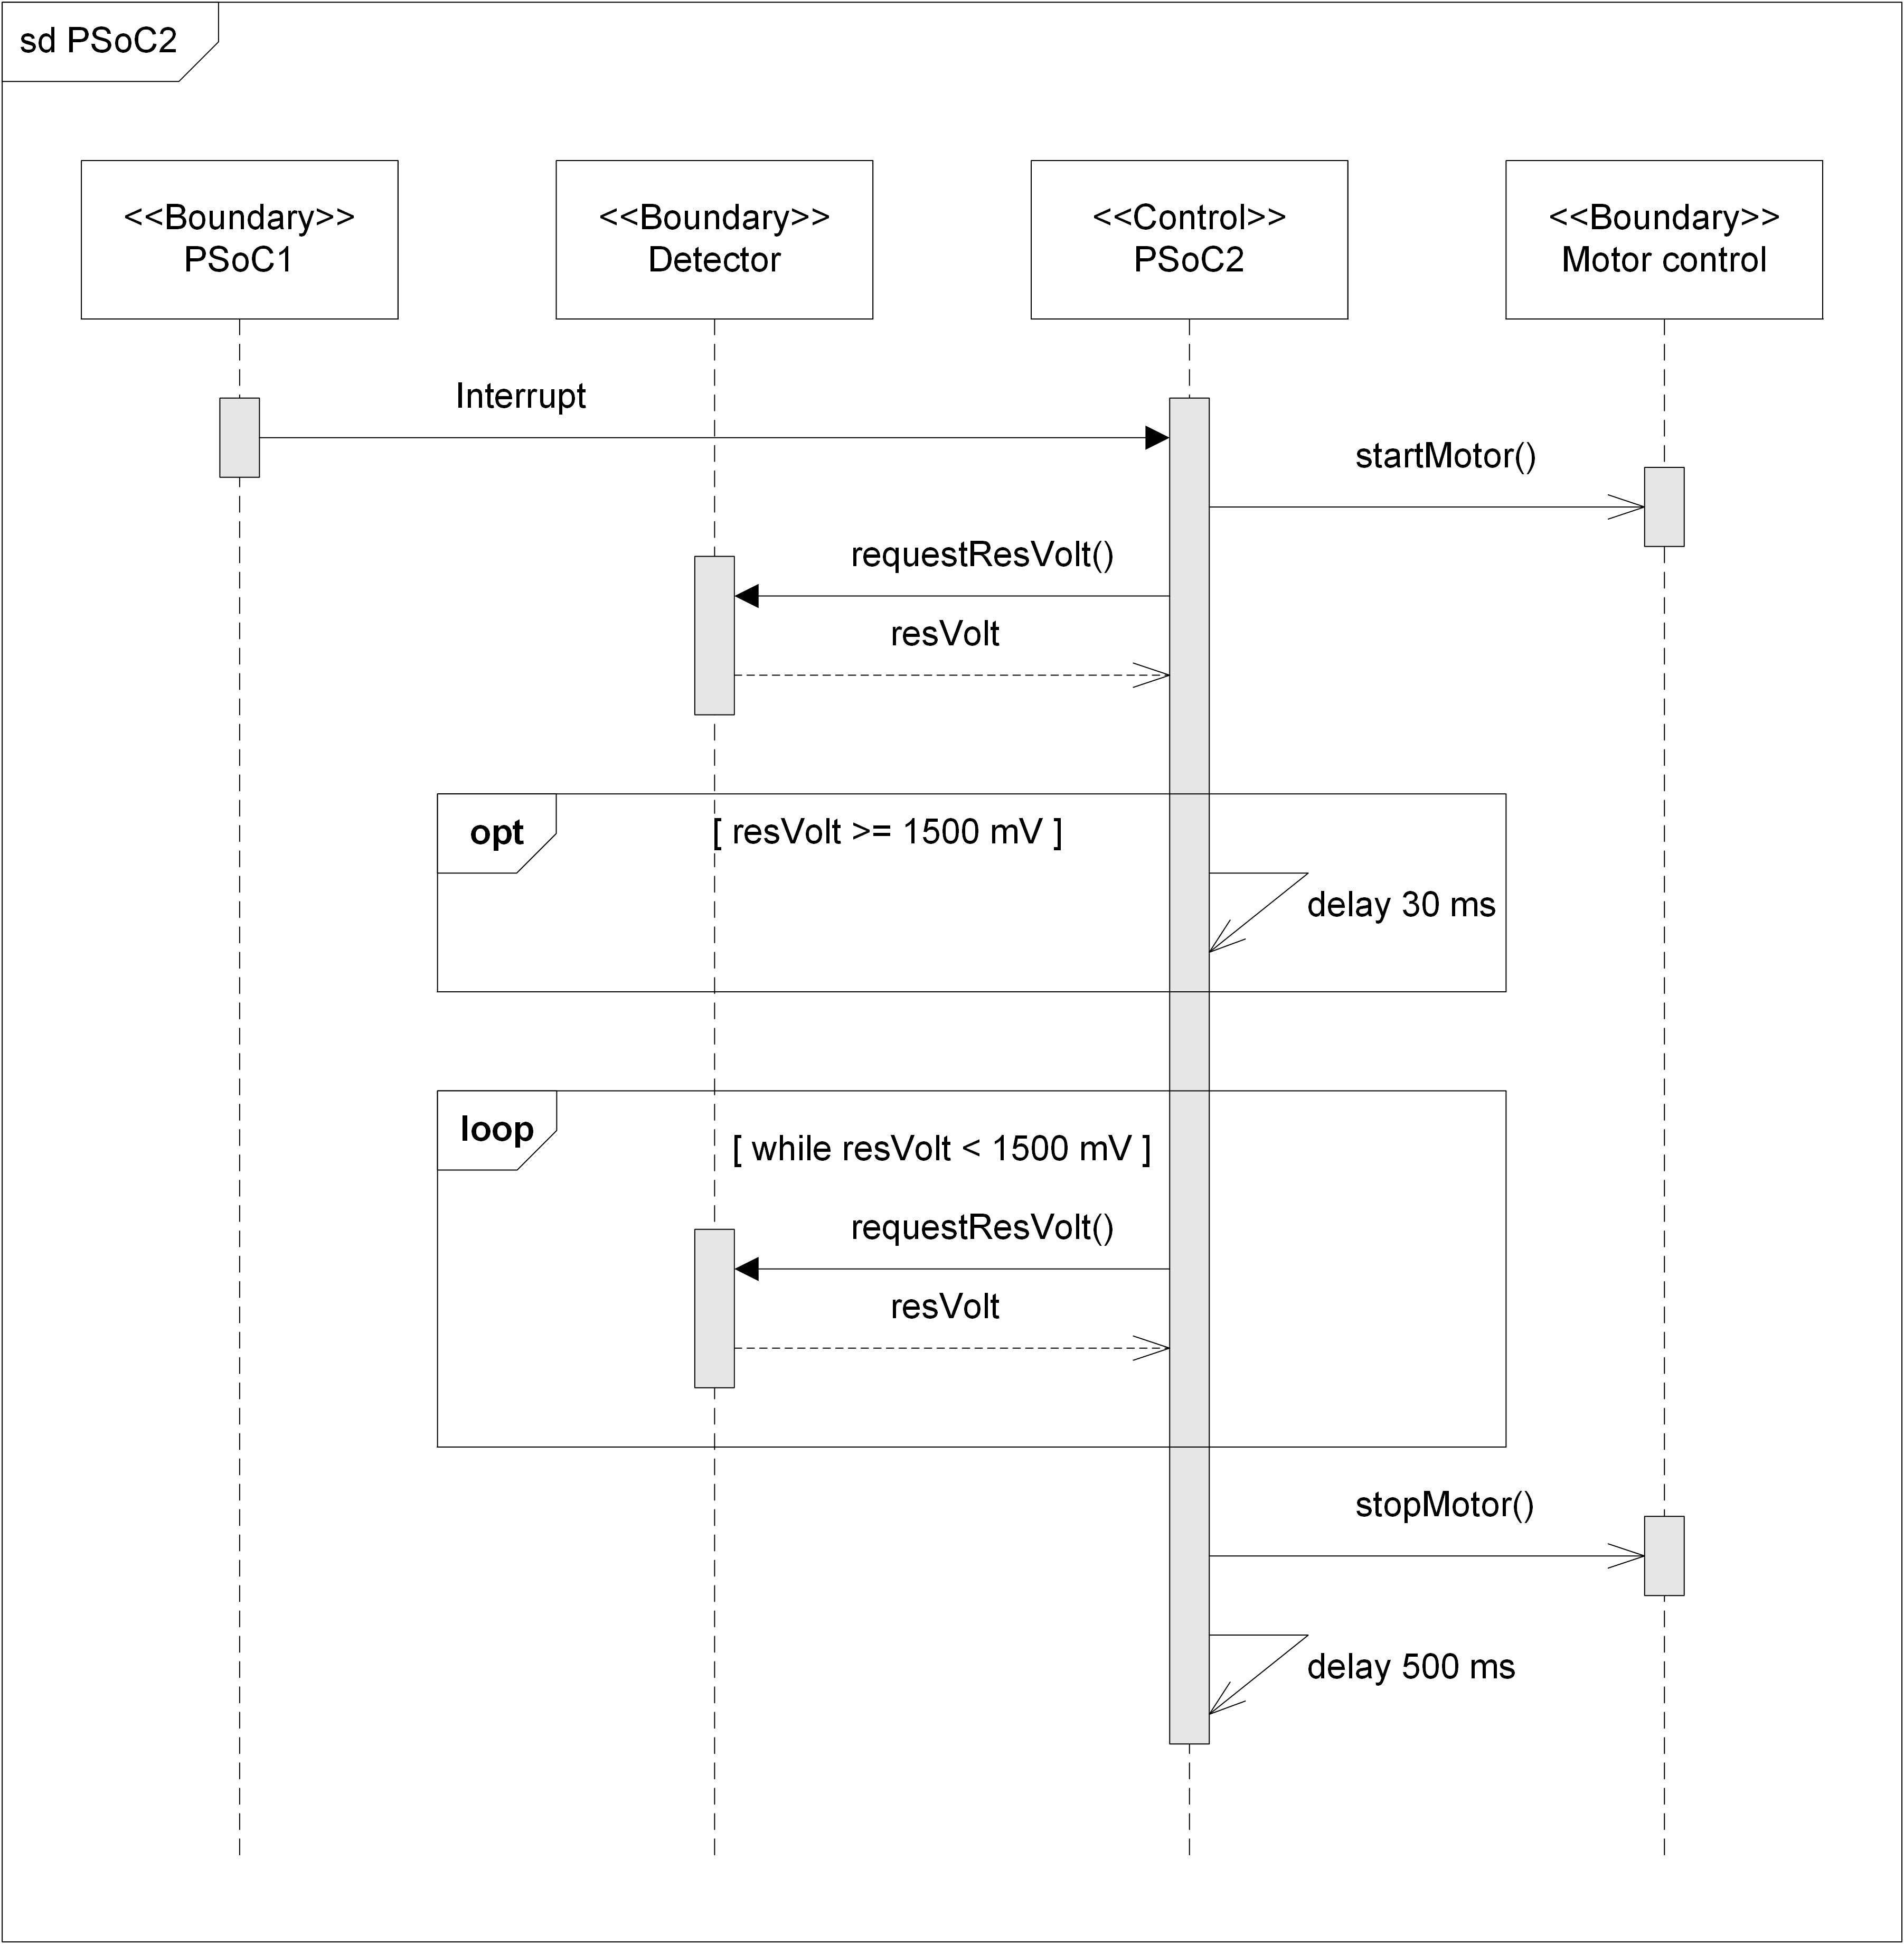 sd PSoC2
<<Boundary>>
PSoC1
<<Boundary>>
Detector
<<Control>>
PSoC2
<<Boundary>>
Motor control
Interrupt
startMotor()
requestResVolt()
resVolt
opt
[ resVolt >= 1500 mV ]
delay 30 ms
loop
[ while resVolt < 1500 mV ]
requestResVolt()
resVolt
stopMotor()
delay 500 ms